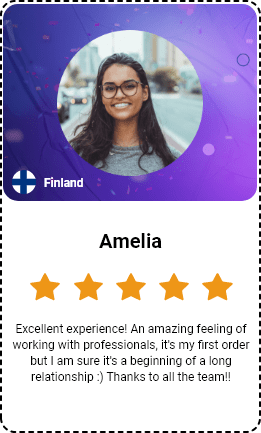 Finland
Amelia
Excellent experience! An amazing feeling of
working with professionals, it's my first order
but I am sure it's a beginning of a long
relationship :) Thanks to all the team!!